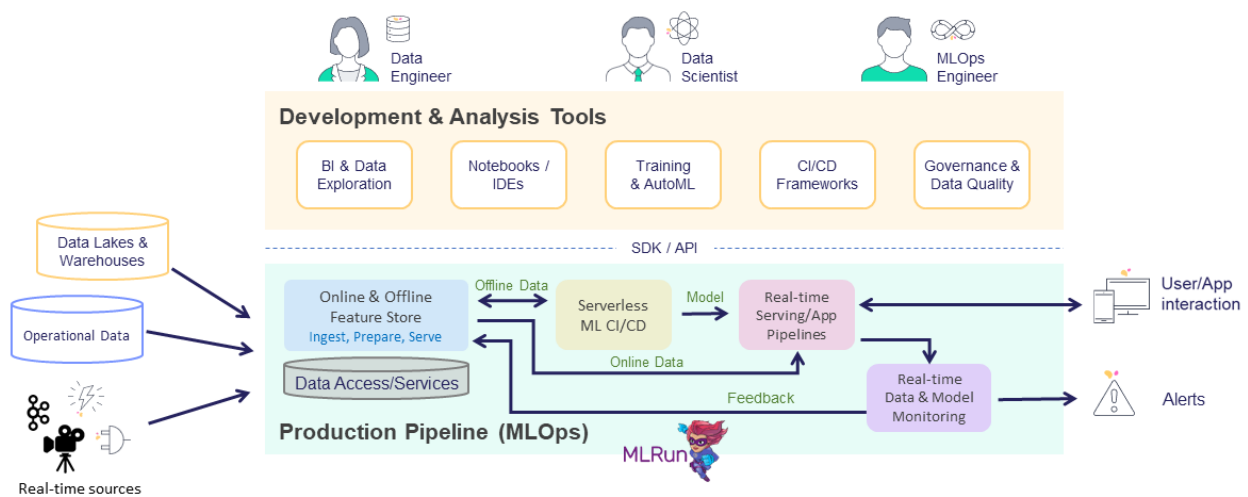 Data
Engineer
Data
Scientist
MLOps
Engineer
Development & Analysis Tools
BI & Data
Exploration
Notebooks /
IDEs
Training
& AutoML
CI/CD
Frameworks
Governance &
Data Quality
SDK / API
Data Lakes &
Warehouses
Operational Data
Real-time sources
Online & Offline
Feature Store
Ingest, Prepare, Serve
Data Access/Services
Offline Data
Serverless
ML CI/CD
Model
Real-time
Serving/App
Pipelines
Online Data
Feedback
Real-time
Data & Model
Monitoring
User/App
interaction
Alerts
Production Pipeline (MLOps)
MLRun